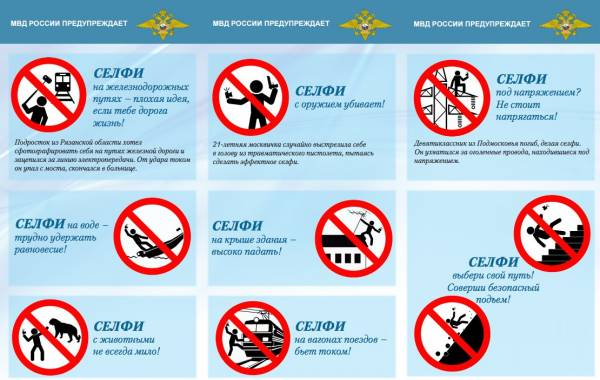 МВД РОССИИ ПРЕДУПРЕЖДАЕТ
СЕЛФИ
на железнодорожных
путях – плохая идея,
если тебе дорога
жизнь!
Подросток из Рязанской области хотел
сфотографировать себя на путях железной дороги и
зацепился за линию электропередачи. От удара током
он упал с моста, скончался в больнице.
СЕЛФИ на воде –
трудно удержать
равновесие!
СЕЛФИ
с животными
не всегда мило!
МВД РОССИИ ПРЕДУПРЕЖДАЕТ
СЕЛФИ
с оружием убивает!
21-летняя москвичка случайно выстрелила себе
в голову из травматического пистолета, пытаясь
сделать эффектное селфи.
СЕЛФИ
на крыше здания –
высоко падать!
СЕЛФИ
на вагонах поездов –
бьет током!
МВД РОССИИ ПРЕДУПРЕЖДАЕТ
СЕЛФИ
под напряжением?
Не стоит
напрягаться!
Девятиклассник из Подмосковья погиб, делая селфи.
Он ухватился за оголенные провода, находившиеся под
напряжением.
СЕЛФИ
выбери свой путь!
Соверши безопасный
подъем!